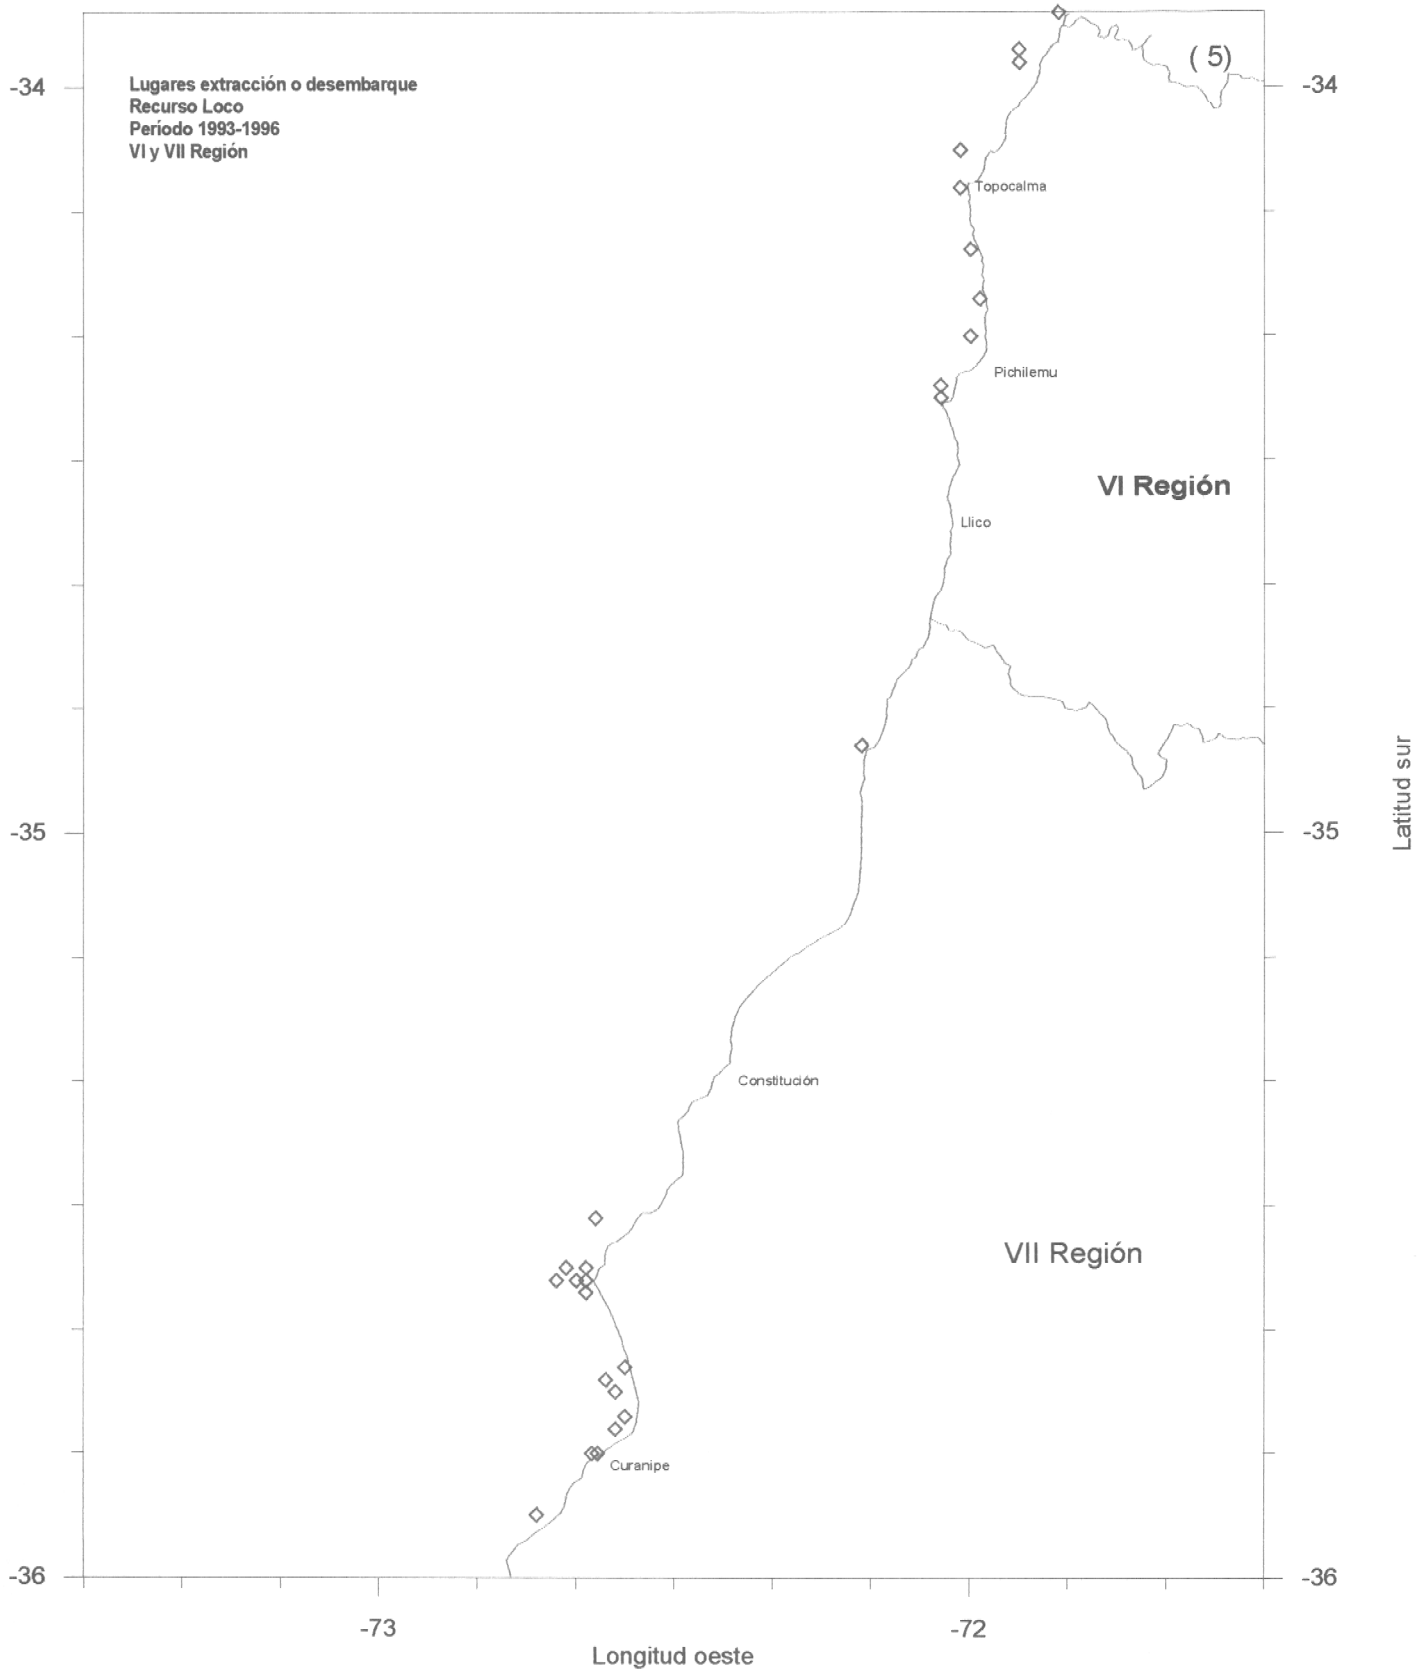 ( 5)
-34
Lugares extracción o desembarque
Recurso Loco
Período 1993-1996
VI y VII Región
-34
Topocalma
Pichilemu
VI Región
Llico
Latitud sur
-35
-35
Constitución
VII Región
Curanipe
-36
-36
-73
-72
Longitud oeste